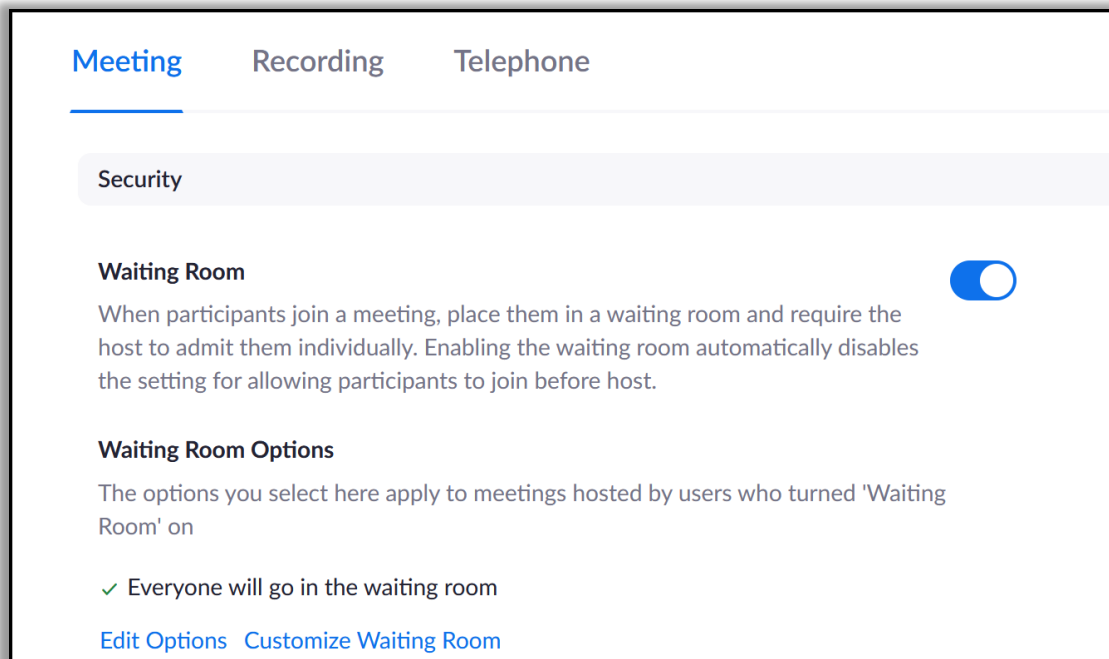 Meeting Recording Telephone
Security
Waiting Room
When participants join a meeting, place them in a waiting room and require the
host to admit them individually. Enabling the waiting room automatically disables
the setting for allowing participants to join before host.
Waiting Room Options
The options you select here apply to meetings hosted by users who turned 'Waiting
Room' on
Everyone will go in the waiting room
Edit Options Customize Waiting Room